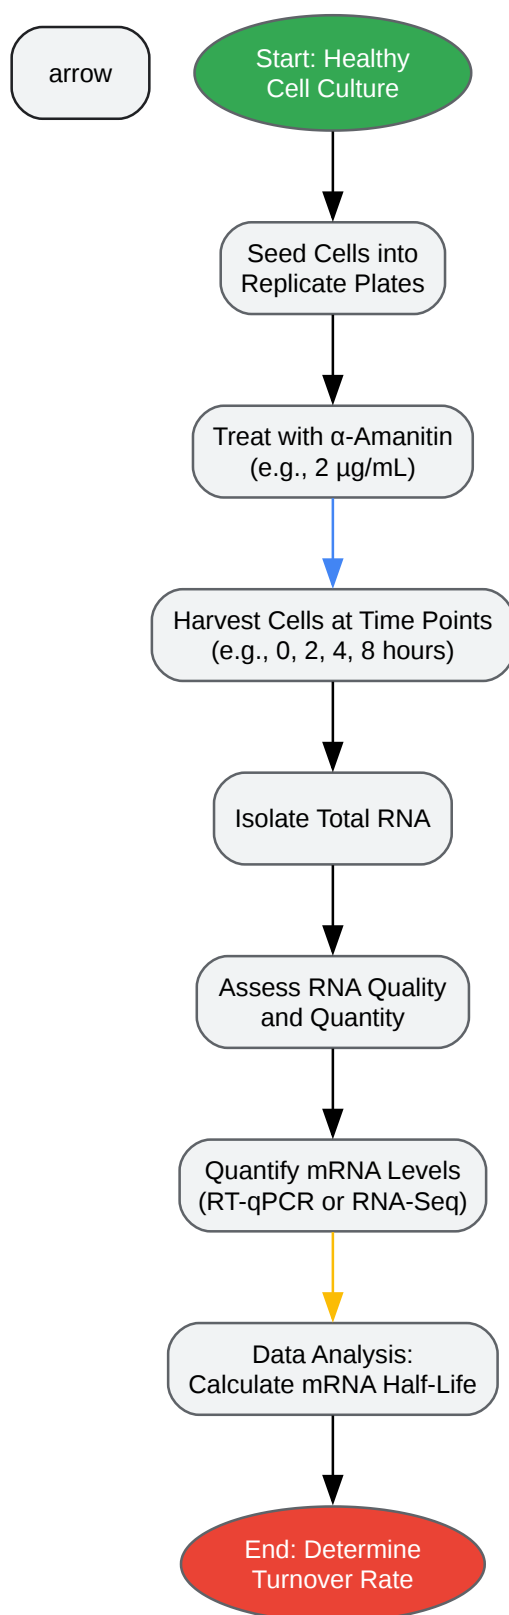 arrow
Start: Healthy
Cell Culture
Seed Cells into
Replicate Plates
Treat with α-Amanitin
(e.g., 2 µg/mL)
Harvest Cells at Time Points
(e.g., 0, 2, 4, 8 hours)
Isolate Total RNA
Assess RNA Quality
and Quantity
Quantify mRNA Levels
(RT-qPCR or RNA-Seq)
Data Analysis:
Calculate mRNA Half-Life
End: Determine
Turnover Rate